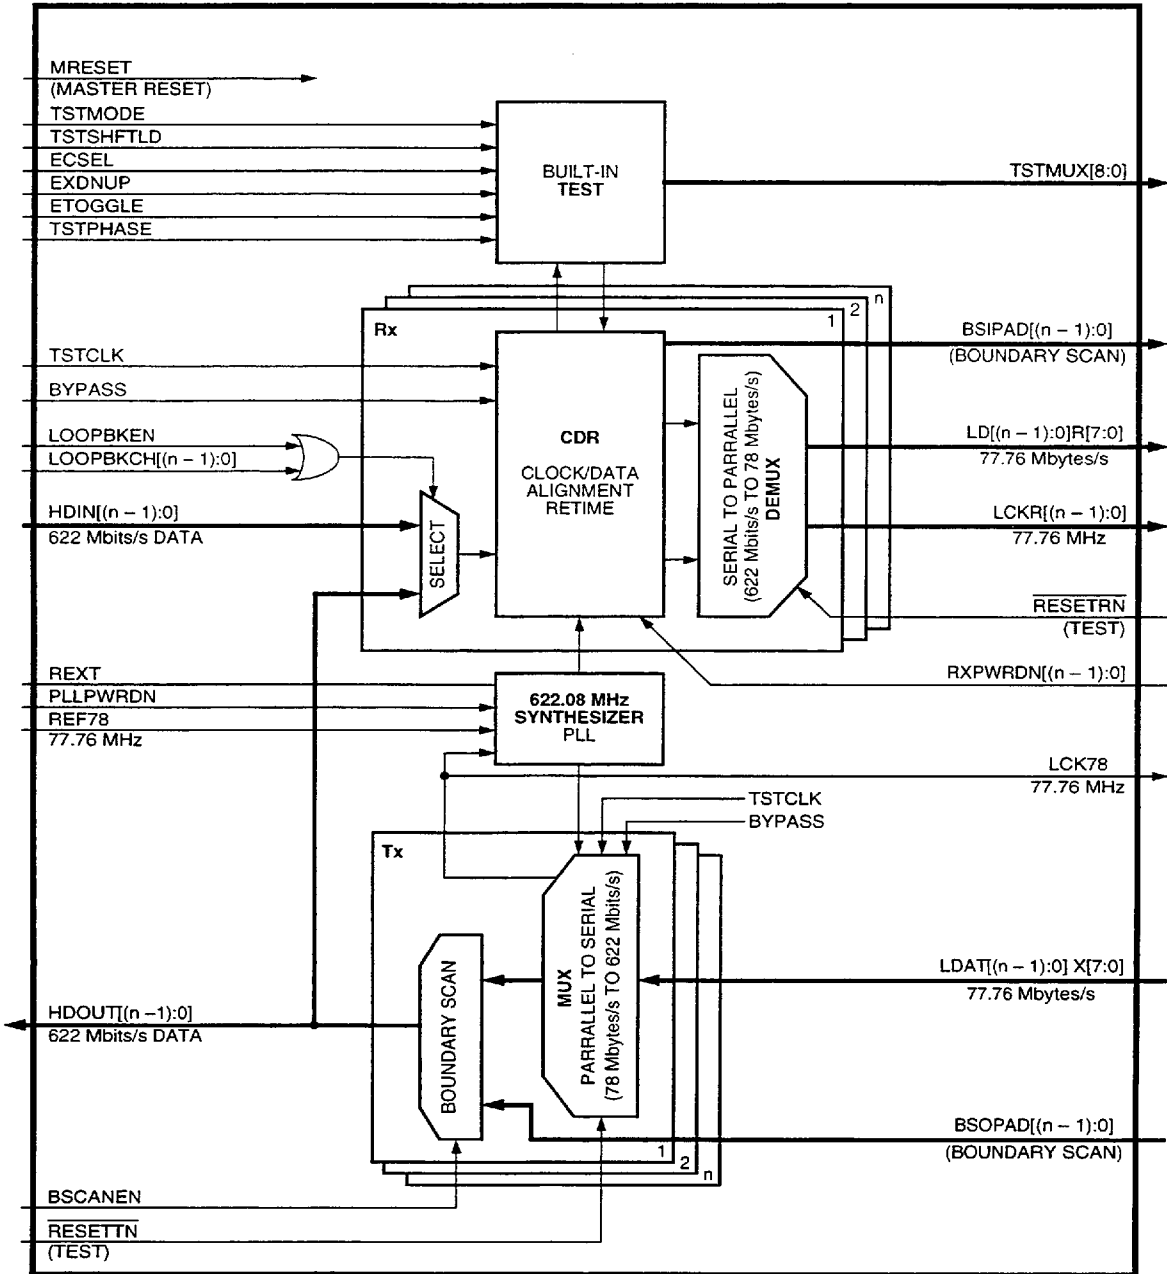 MRESET
(MASTER RESET)
TSTMODE
TSTSHFTLD
ECSEL
EXDNUP
ETOGGLE
TSTPHASE
BUILT-IN
TEST
TSTMUX[8:0]
n
2
1
Rx
BSIPAD[(n – 1):0]
(BOUNDARY SCAN)
TSTCLK
BYPASS
LOOPBKEN
LOOPBKCH[(n – 1):0]
HDIN[(n – 1):0]
622 Mbits/s DATA
SELECT
CDR
CLOCK/DATA
ALIGNMENT
RETIME
SERIAL TO PARRALLEL
(622 Mbits/s TO 78 Mbytes/s)
DEMUX
LD[(n – 1):0]R[7:0]
77.76 Mbytes/s
LCKR[(n – 1):0]
77.76 MHz
RESETRN
(TEST)
RXPWRDN[(n – 1):0]
REXT
PLLPWRDN
REF78
77.76 MHz
622.08 MHz
SYNTHESIZER
PLL
LCK78
77.76 MHz
TSTCLK
BYPASS
Tx
MUX
PARRALLEL TO SERIAL
(78 Mbytes/s TO 622 Mbits/s)
BOUNDARY SCAN
LDAT[(n – 1):0] X[7:0]
77.76 Mbytes/s
HDOUT[(n –1):0]
622 Mbits/s DATA
BSOPAD[(n – 1):0]
(BOUNDARY SCAN)
1
2
n
BSCANEN
RESETTN
(TEST)